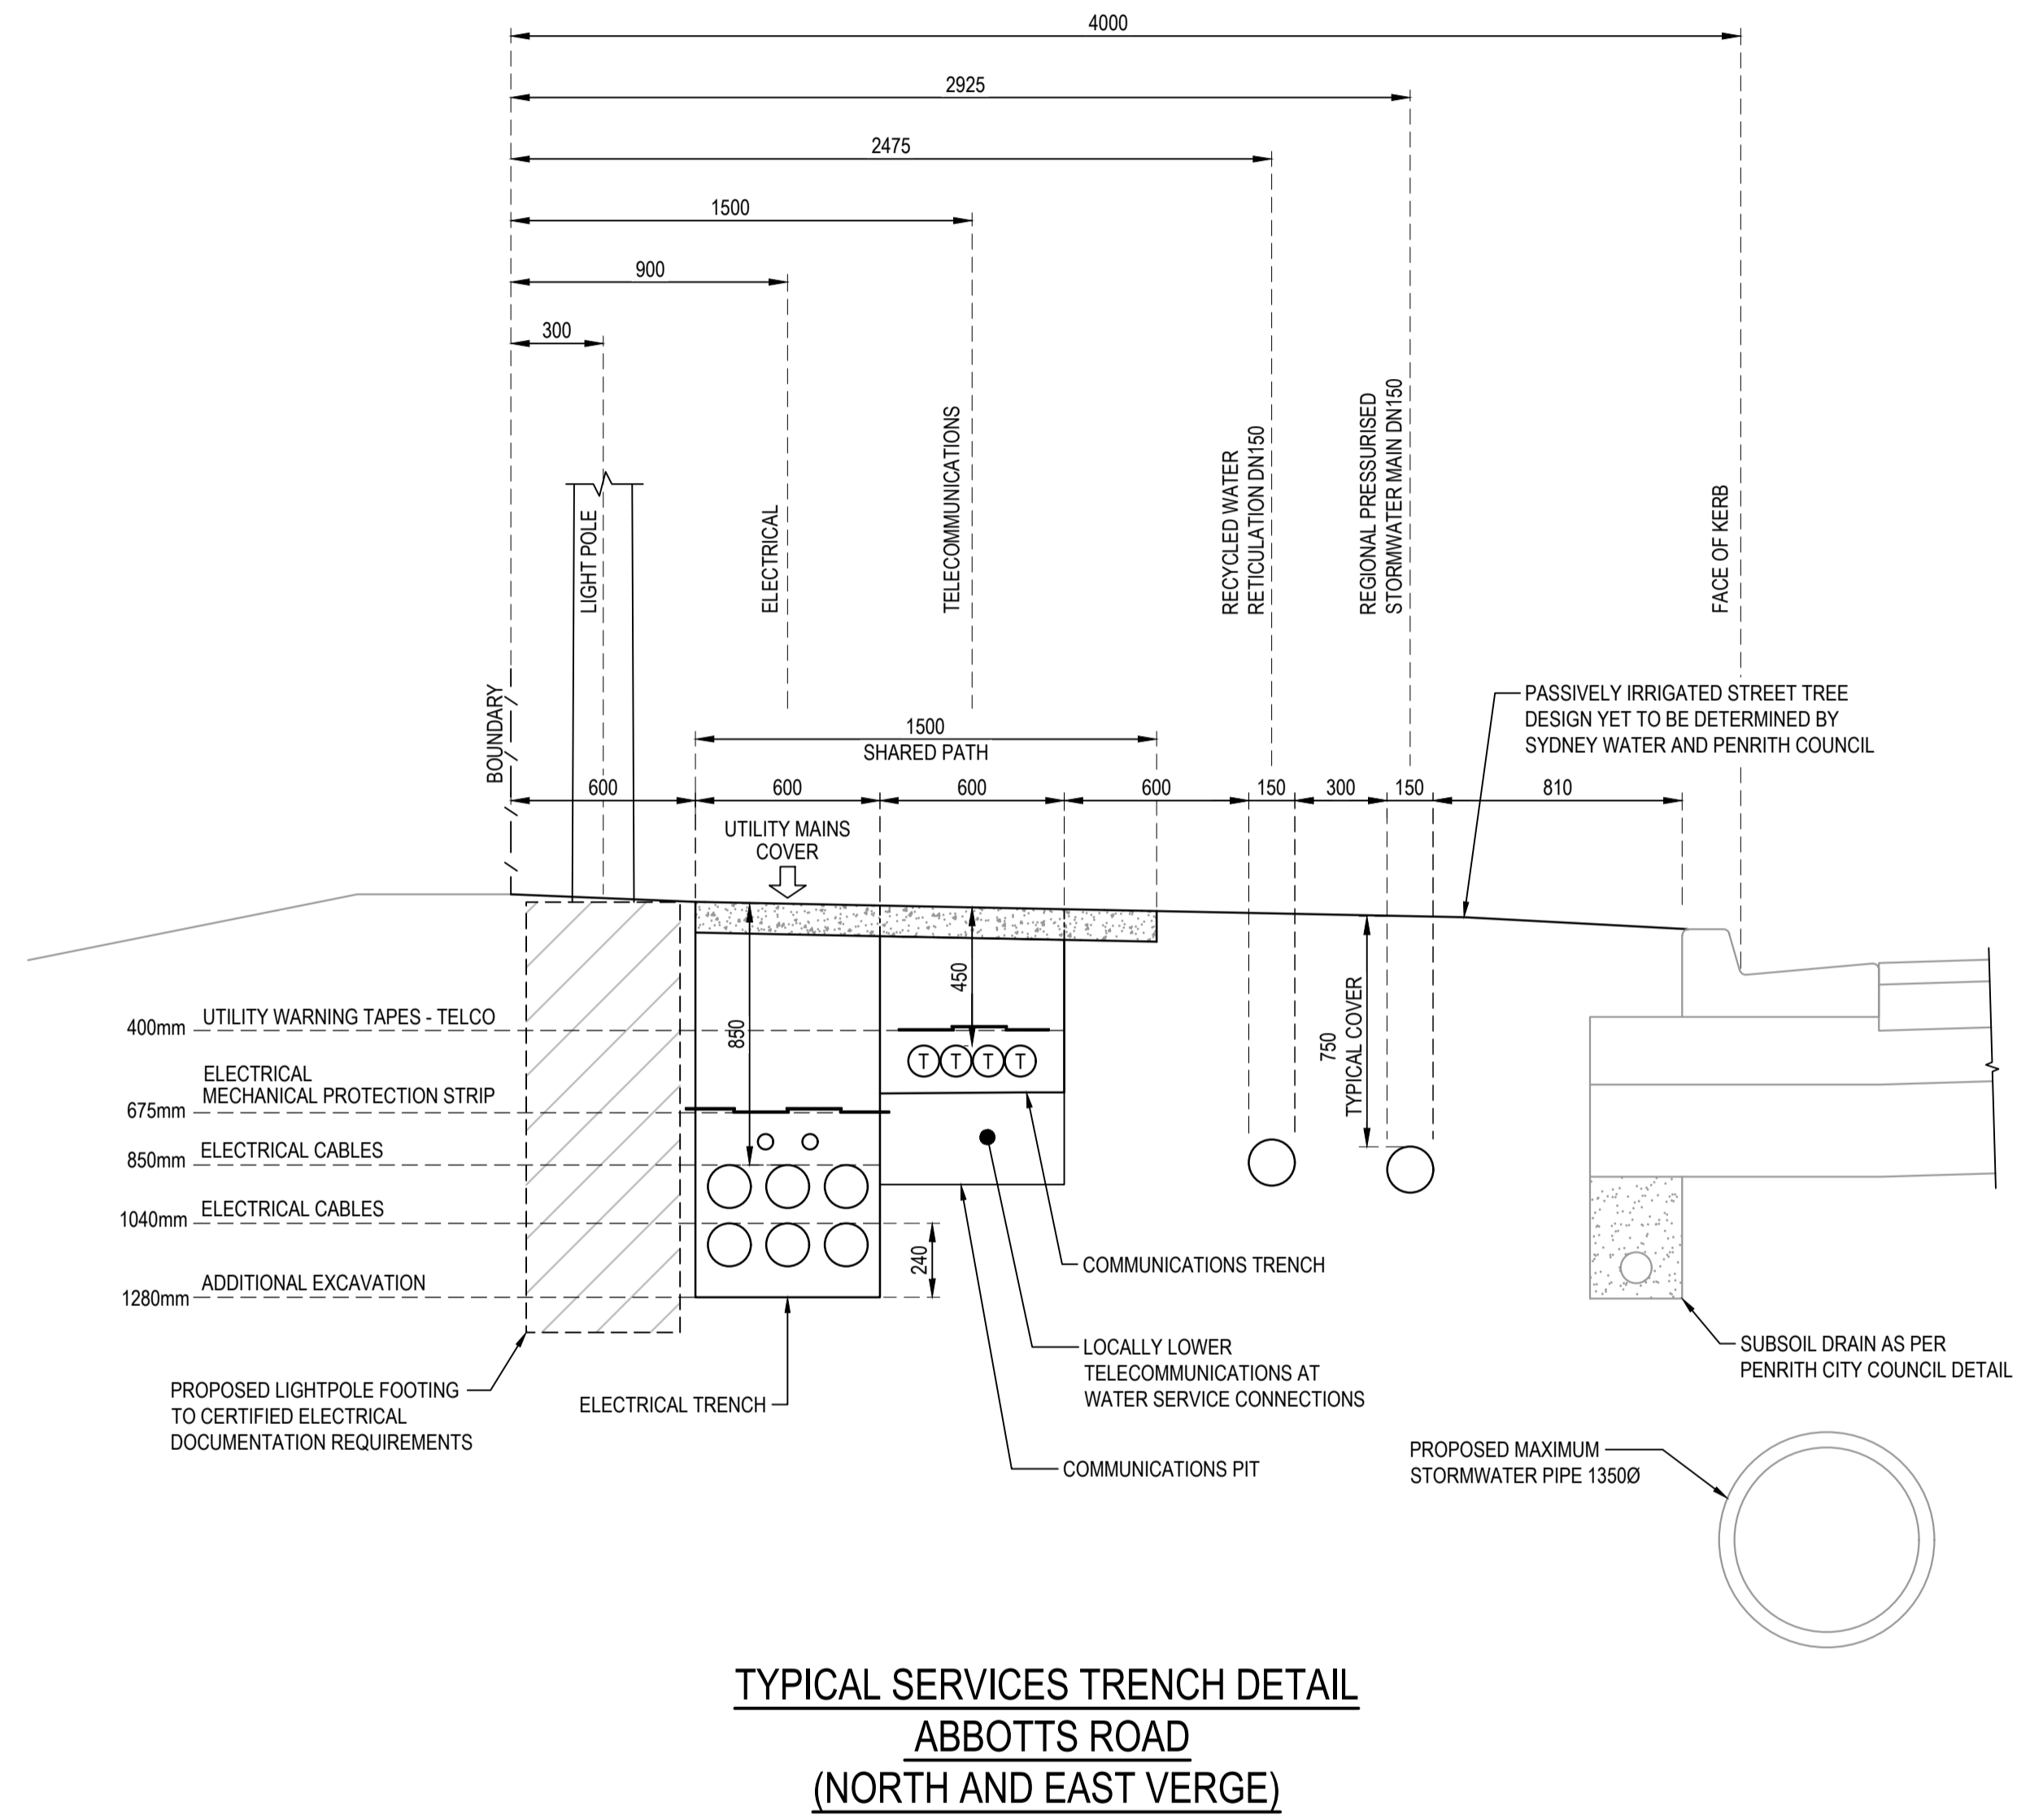 4000
2925
2475
1500
900
300
LIGHT POLE
ELECTRICAL
TELECOMMUNICATIONS
RECYCLED WATER
RETICULATION DN150
REGIONAL PRESSURISED
STORMWATER MAIN DN150
FACE OF KERB
BOUNDARY
PASSIVELY IRRIGATED STREET TREE
DESIGN YET TO BE DETERMINED BY
SYDNEY WATER AND PENRITH COUNCIL
1500
SHARED PATH
600 600 600 600 150 300 150 810
UTILITY MAINS
COVER
450
850
750
TYPICAL COVER
400mm UTILITY WARNING TAPES - TELCO
T T T T
ELECTRICAL
MECHANICAL PROTECTION STRIP
675mm
850mm ELECTRICAL CABLES
1040mm ELECTRICAL CABLES
240
1280mm ADDITIONAL EXCAVATION
COMMUNICATIONS TRENCH
LOCALLY LOWER
TELECOMMUNICATIONS AT
WATER SERVICE CONNECTIONS
SUBSOIL DRAIN AS PER
PENRITH CITY COUNCIL DETAIL
PROPOSED LIGHTPOLE FOOTING
TO CERTIFIED ELECTRICAL
DOCUMENTATION REQUIREMENTS
ELECTRICAL TRENCH
COMMUNICATIONS PIT
PROPOSED MAXIMUM
STORMWATER PIPE 1350Ø
TYPICAL SERVICES TRENCH DETAIL
ABBOTTS ROAD
(NORTH AND EAST VERGE)